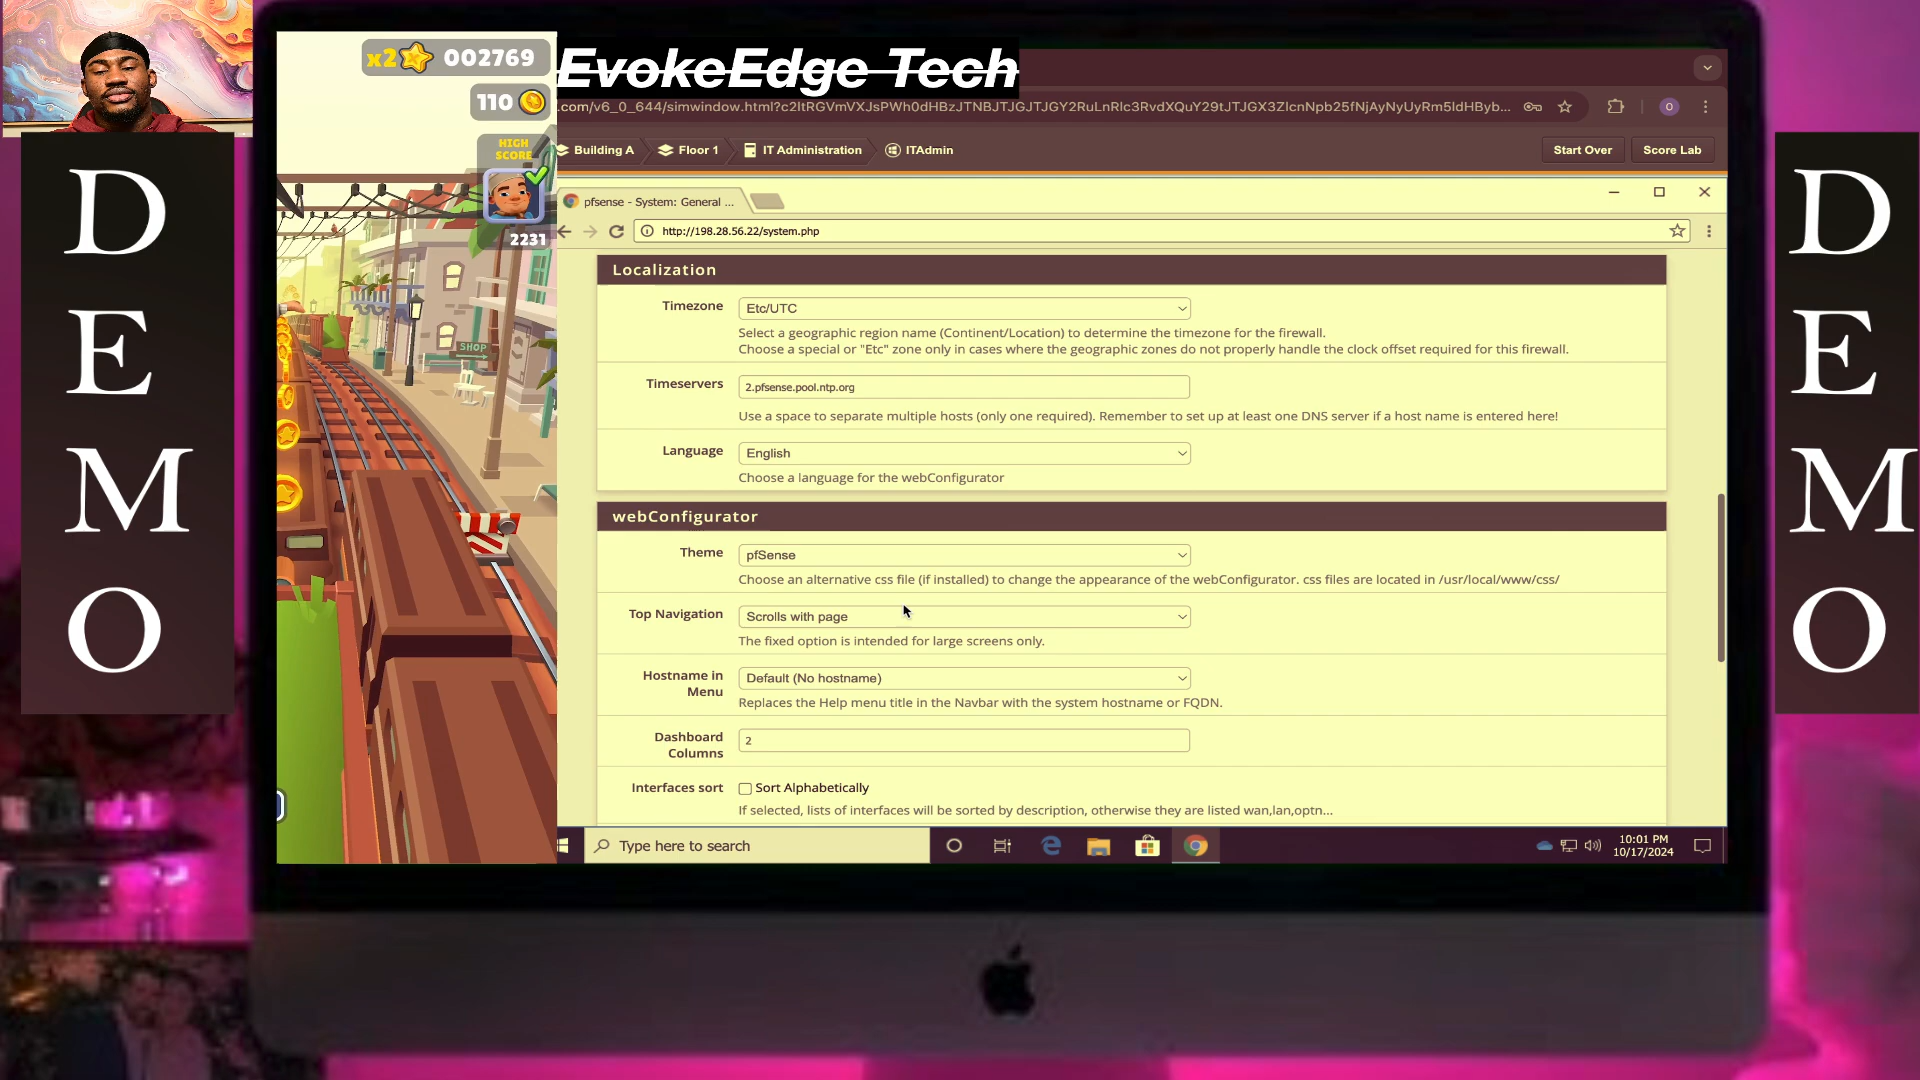 x2 002769
110
HIGH
SCORE
2231
SHOP
D
E
M
O
EvokeEdge Tech
.com/v6_0_644/simwindow.html?c2ltRGVmVXJsPWh0dHBzJTNBJTJGJTJGY2RuLnRlc3RvdXQuY29tJTJGX3ZlcnNpb25fNjAyNyUyRm5ldHByb...
O
Building A
Floor 1
IT Administration
ITAdmin
Start Over
Score Lab
pfsense - System: General ...
http://198.28.56.22/system.php
Localization
Timezone
Etc/UTC
Select a geographic region name (Continent/Location) to determine the timezone for the firewall.
Choose a special or "Etc" zone only in cases where the geographic zones do not properly handle the clock offset required for this firewall.
Timeservers
2.pfsense.pool.ntp.org
Use a space to separate multiple hosts (only one required). Remember to set up at least one DNS server if a host name is entered here!
Language
English
Choose a language for the webConfigurator
webConfigurator
Theme
pfSense
Choose an alternative css file (if installed) to change the appearance of the webConfigurator. css files are located in /usr/local/www/css/
Top Navigation
Scrolls with page
The fixed option is intended for large screens only.
Hostname in
Menu
Default (No hostname)
Replaces the Help menu title in the Navbar with the system hostname or FQDN.
Dashboard
Columns
2
Interfaces sort
Sort Alphabetically
If selected, lists of interfaces will be sorted by description, otherwise they are listed wan,lan,optn...
Type here to search
10:01 PM
10/17/2024
D
E
M
O